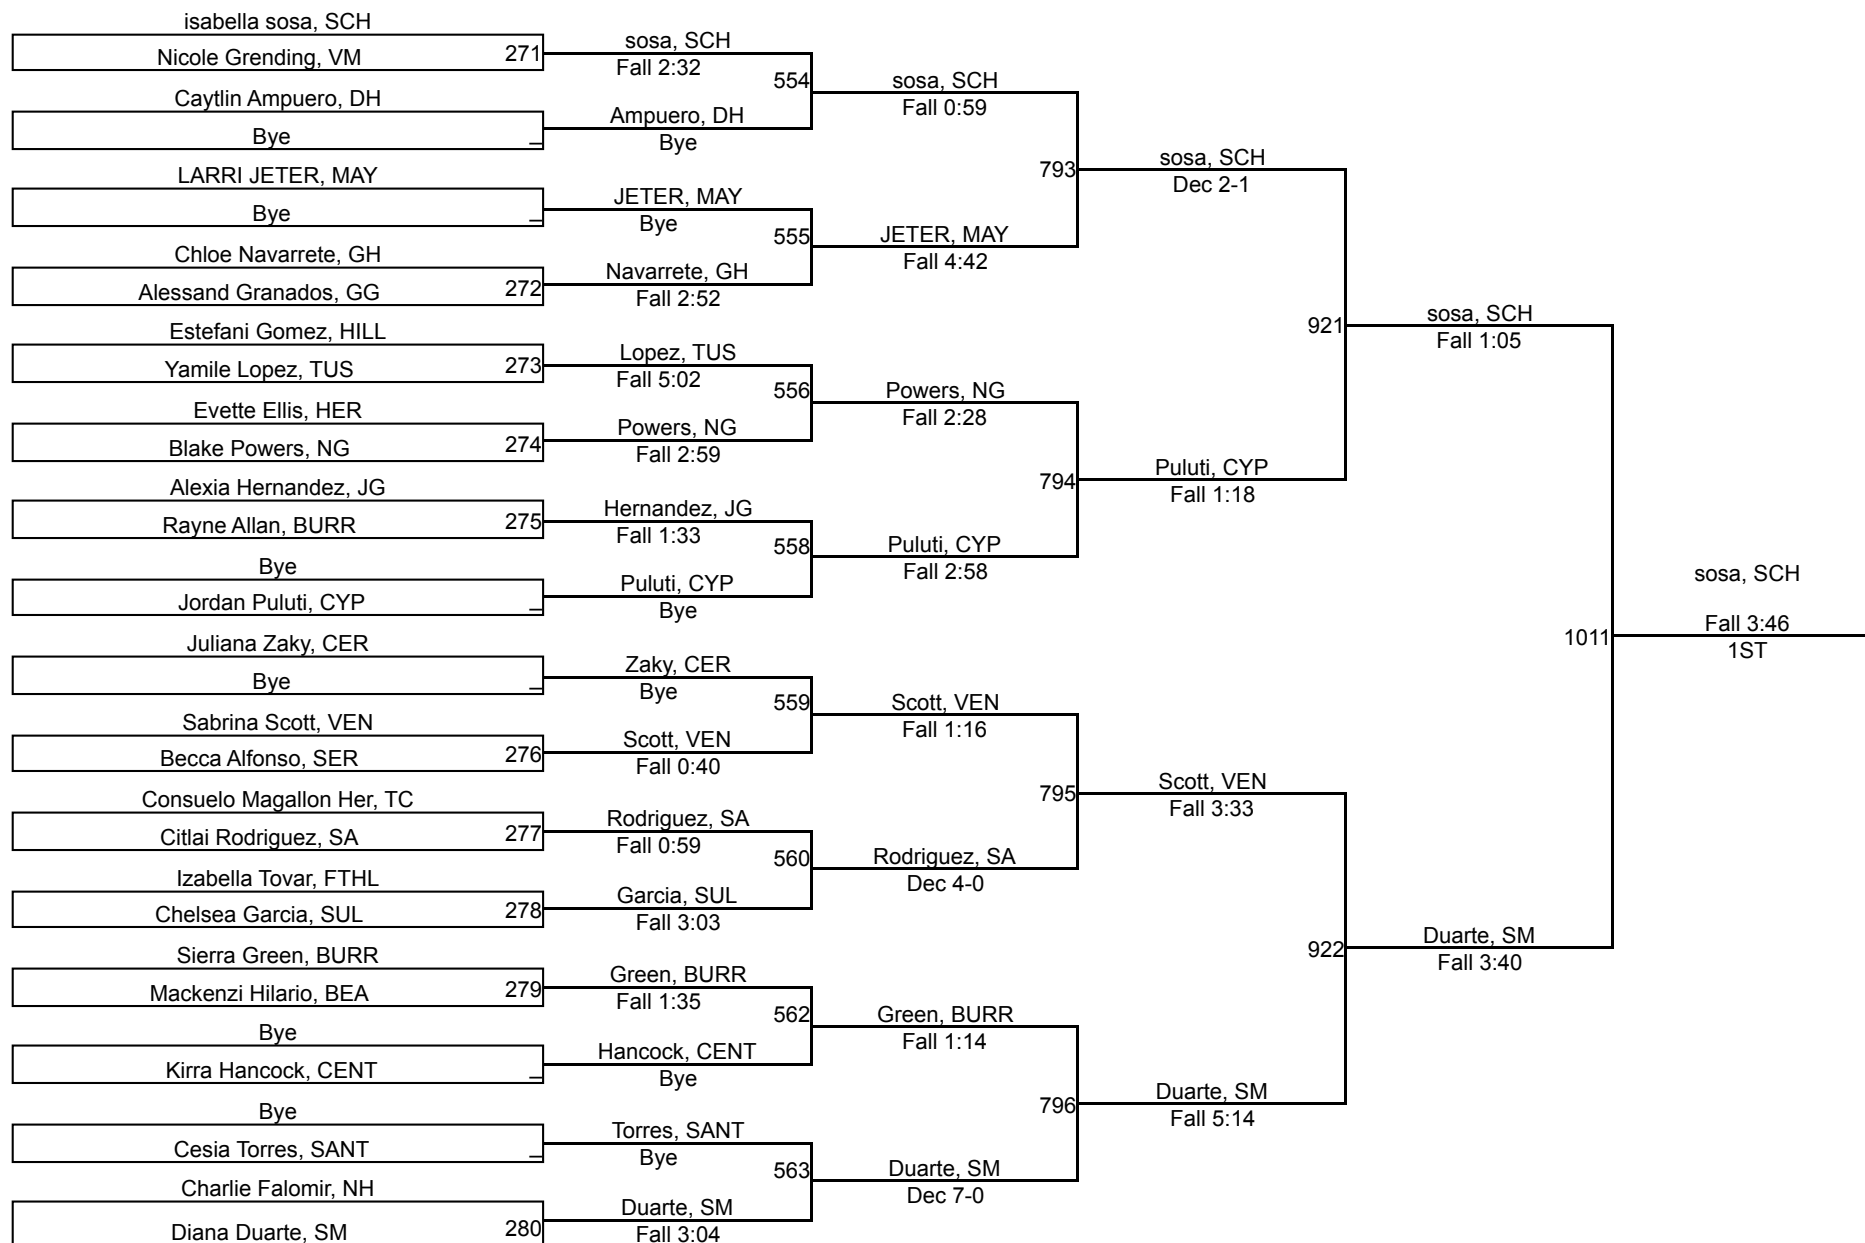 isabella sosa, SCH
Nicole Grending, VM 271
Caytlin Ampuero, DH
Bye _
LARRI JETER, MAY
Bye _
Chloe Navarrete, GH
Alessand Granados, GG 272
Estefani Gomez, HILL
Yamile Lopez, TUS 273
Evette Ellis, HER
Blake Powers, NG 274
Alexia Hernandez, JG
Rayne Allan, BURR 275
Bye
Jordan Puluti, CYP _
Juliana Zaky, CER
Bye _
Sabrina Scott, VEN
Becca Alfonso, SER 276
Consuelo Magallon Her, TC
Citlai Rodriguez, SA 277
Izabella Tovar, FTHL
Chelsea Garcia, SUL 278
Sierra Green, BURR
Mackenzi Hilario, BEA 279
Bye
Kirra Hancock, CENT _
Bye
Cesia Torres, SANT _
Charlie Falomir, NH
Diana Duarte, SM 280
sosa, SCH
Fall 2:32
554
Ampuero, DH
Bye
JETER, MAY
Bye
555
Navarrete, GH
Fall 2:52
Lopez, TUS
Fall 5:02
556
Powers, NG
Fall 2:59
Hernandez, JG
Fall 1:33
558
Puluti, CYP
Bye
Zaky, CER
Bye
559
Scott, VEN
Fall 0:40
Rodriguez, SA
Fall 0:59
560
Garcia, SUL
Fall 3:03
Green, BURR
Fall 1:35
562
Hancock, CENT
Bye
Torres, SANT
Bye
563
Duarte, SM
Fall 3:04
sosa, SCH
Fall 0:59
793
JETER, MAY
Fall 4:42
Powers, NG
Fall 2:28
794
Puluti, CYP
Fall 2:58
Scott, VEN
Fall 1:16
795
Rodriguez, SA
Dec 4-0
Green, BURR
Fall 1:14
796
Duarte, SM
Dec 7-0
sosa, SCH
Dec 2-1
921
Puluti, CYP
Fall 1:18
Scott, VEN
Fall 3:33
922
Duarte, SM
Fall 5:14
sosa, SCH
Fall 1:05
1011
Duarte, SM
Fall 3:40
sosa, SCH
Fall 3:46
1ST